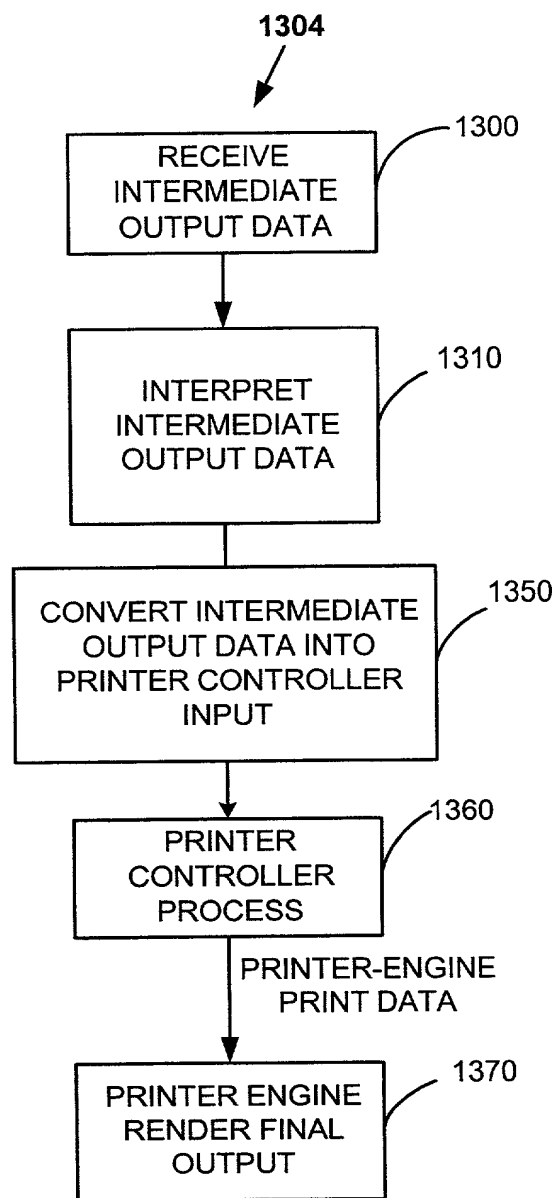 1304
1300
RECEIVE
INTERMEDIATE
OUTPUT DATA
1310
INTERPRET
INTERMEDIATE
OUTPUT DATA
1350
CONVERT INTERMEDIATE
OUTPUT DATA INTO
PRINTER CONTROLLER
INPUT
1360
PRINTER
CONTROLLER
PROCESS
PRINTER-ENGINE
PRINT DATA
1370
PRINTER ENGINE
RENDER FINAL
OUTPUT